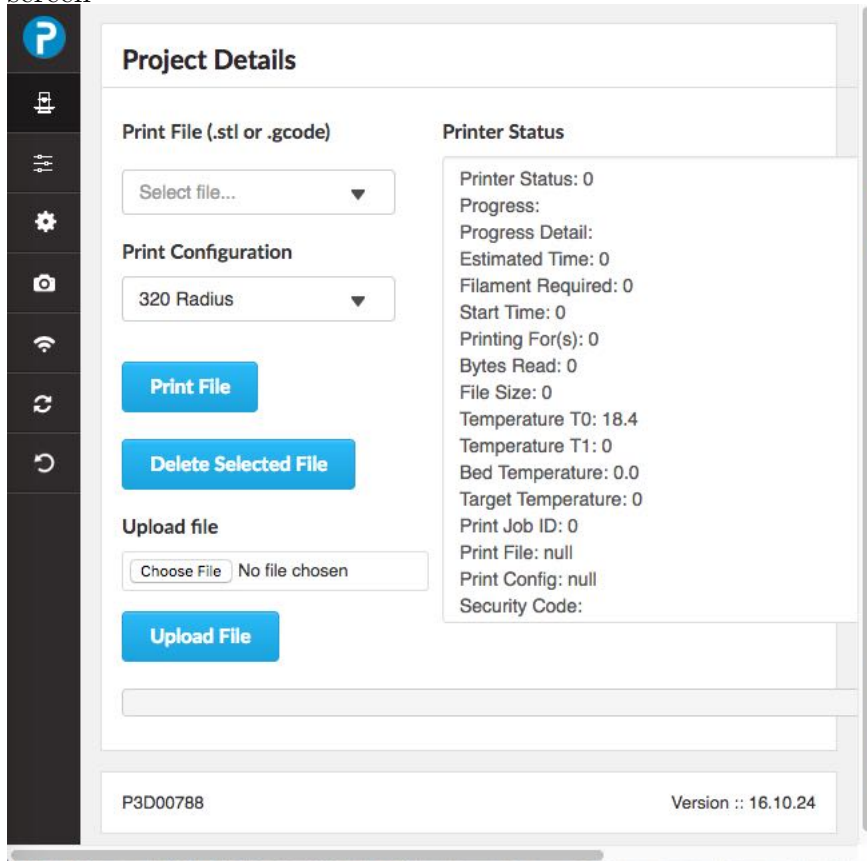 screen
Project Details
Print File (.stl or .gcode)
Select file...
Print Configuration
320 Radius
Print File
Delete Selected File
Upload file
Choose File No file chosen
Upload File
Printer Status
Printer Status: 0
Progress:
Progress Detail:
Estimated Time: 0
Filament Required: 0
Start Time: 0
Printing For(s): 0
Bytes Read: 0
File Size: 0
Temperature T0: 18.4
Temperature T1: 0
Bed Temperature: 0.0
Target Temperature: 0
Print Job ID: 0
Print File: null
Print Config: null
Security Code:
P3D00788
Version :: 16.10.24